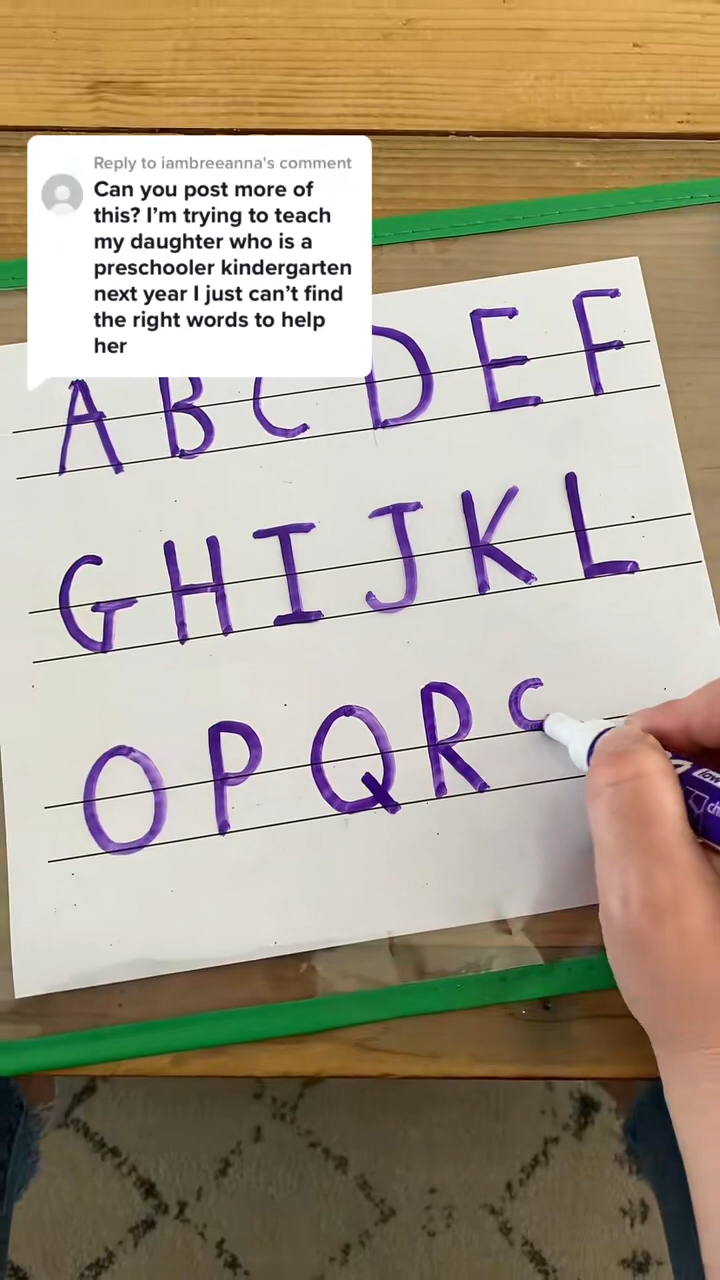 Reply to iambreeanna's comment
Can you post more of
this? I'm trying to teach
my daughter who is a
preschooler kindergarten
next year I just can't find
the right words to help
her
A B C D E F
G H I J K L
O P Q R